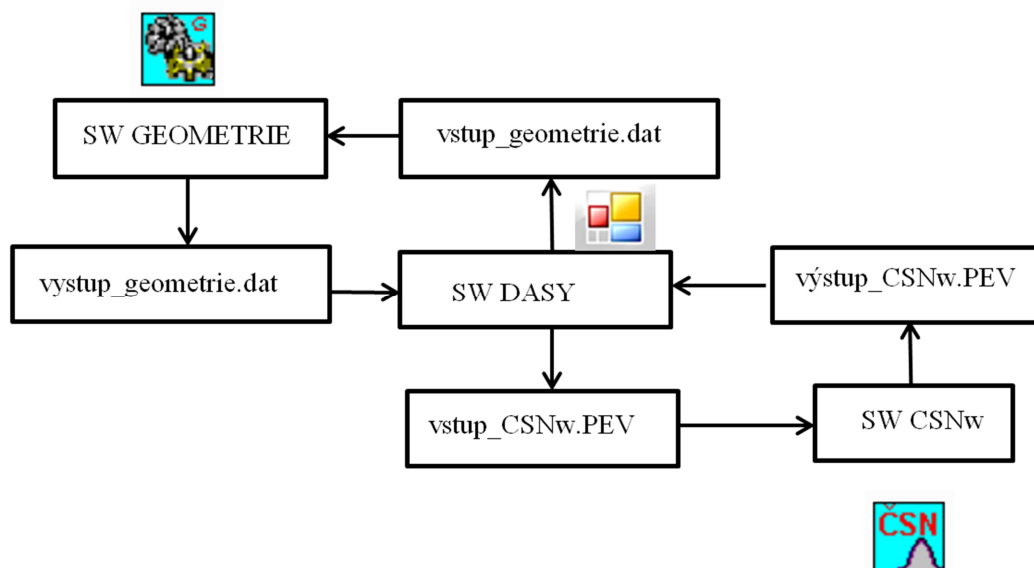 G
SW GEOMETRIE
vstup_geometrie.dat
vystup_geometrie.dat
SW DASY
výstup_CSNw.PEV
vstup_CSNw.PEV
SW CSNw
ČSN